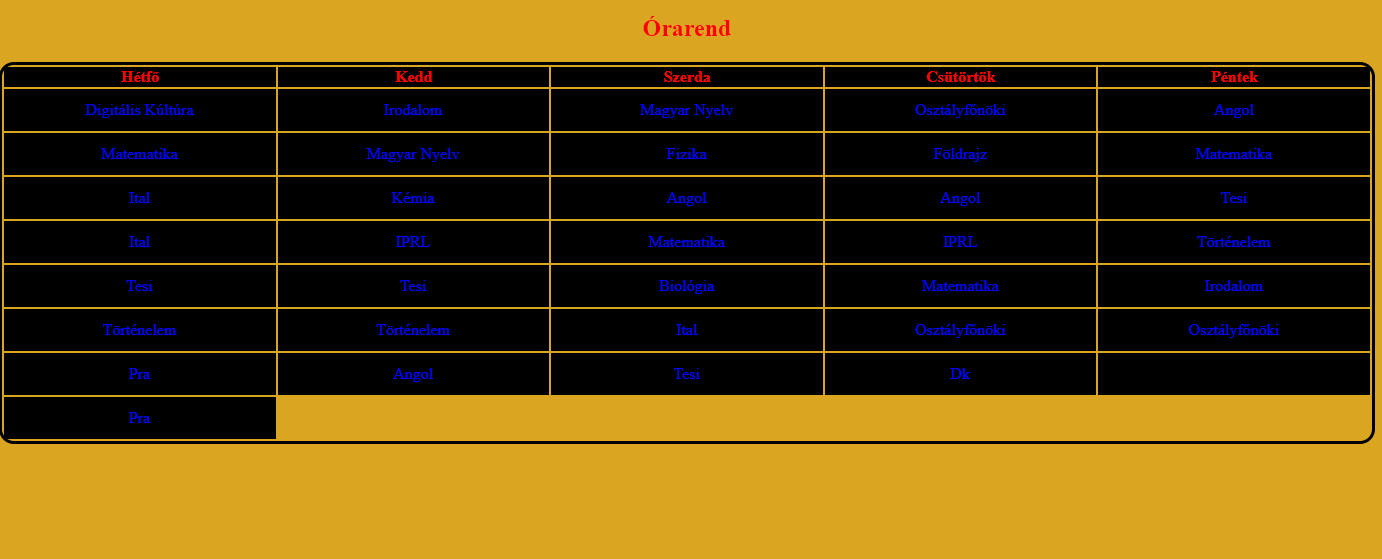 Órarend
Hétfő Kedd Szerda Csütörtök Péntek
Digitális Kúltúra Irodalom Magyar Nyelv Osztályfőnöki Angol
Matematika Magyar Nyelv Fizika Földrajz Matematika
Ital Kémia Angol Angol Tesi
Ital IPRL Matematika IPRL Történelem
Tesi Tesi Biológia Matematika Irodalom
Történelem Történelem Ital Osztályfőnöki Osztályfőnöki
Pra Angol Tesi Dk
Pra